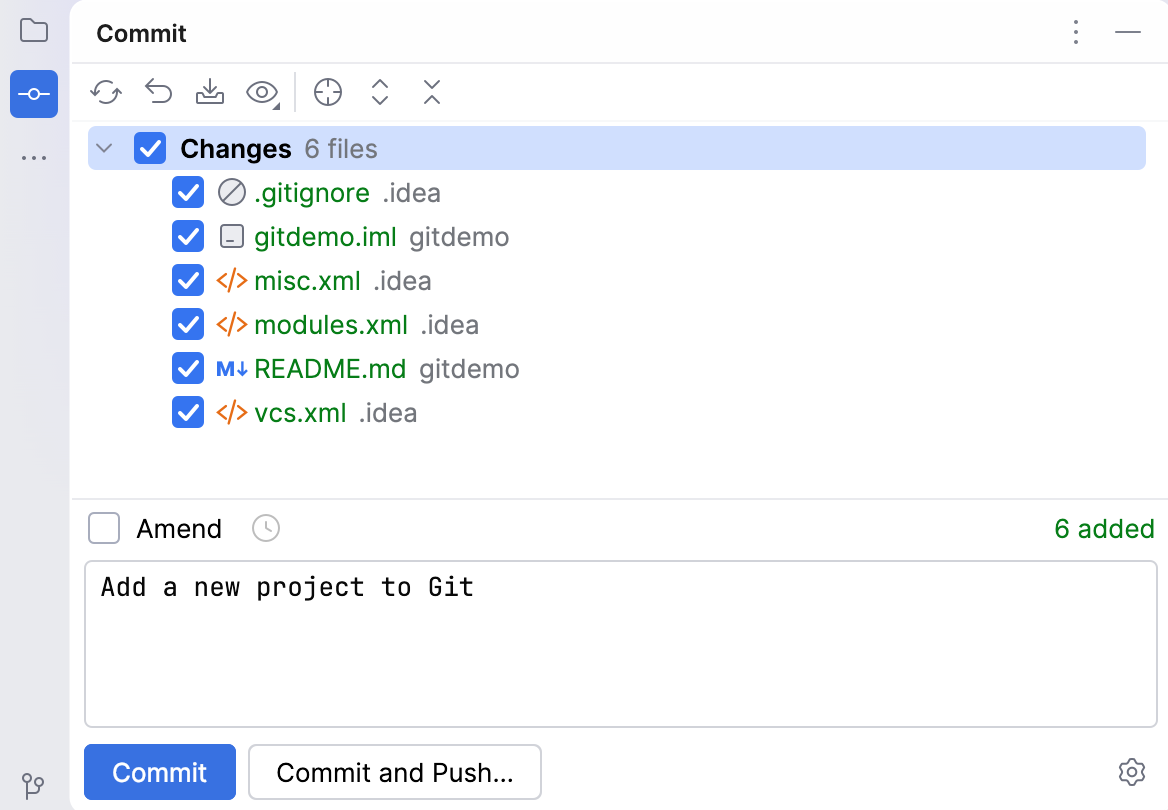 Commit
Changes 6 files
.gitignore .idea
gitdemo.iml gitdemo
</> misc.xml .idea
</> modules.xml .idea
M↓ README.md gitdemo
</> vcs.xml .idea
Amend 6 added
Add a new project to Git
Commit Commit and Push...